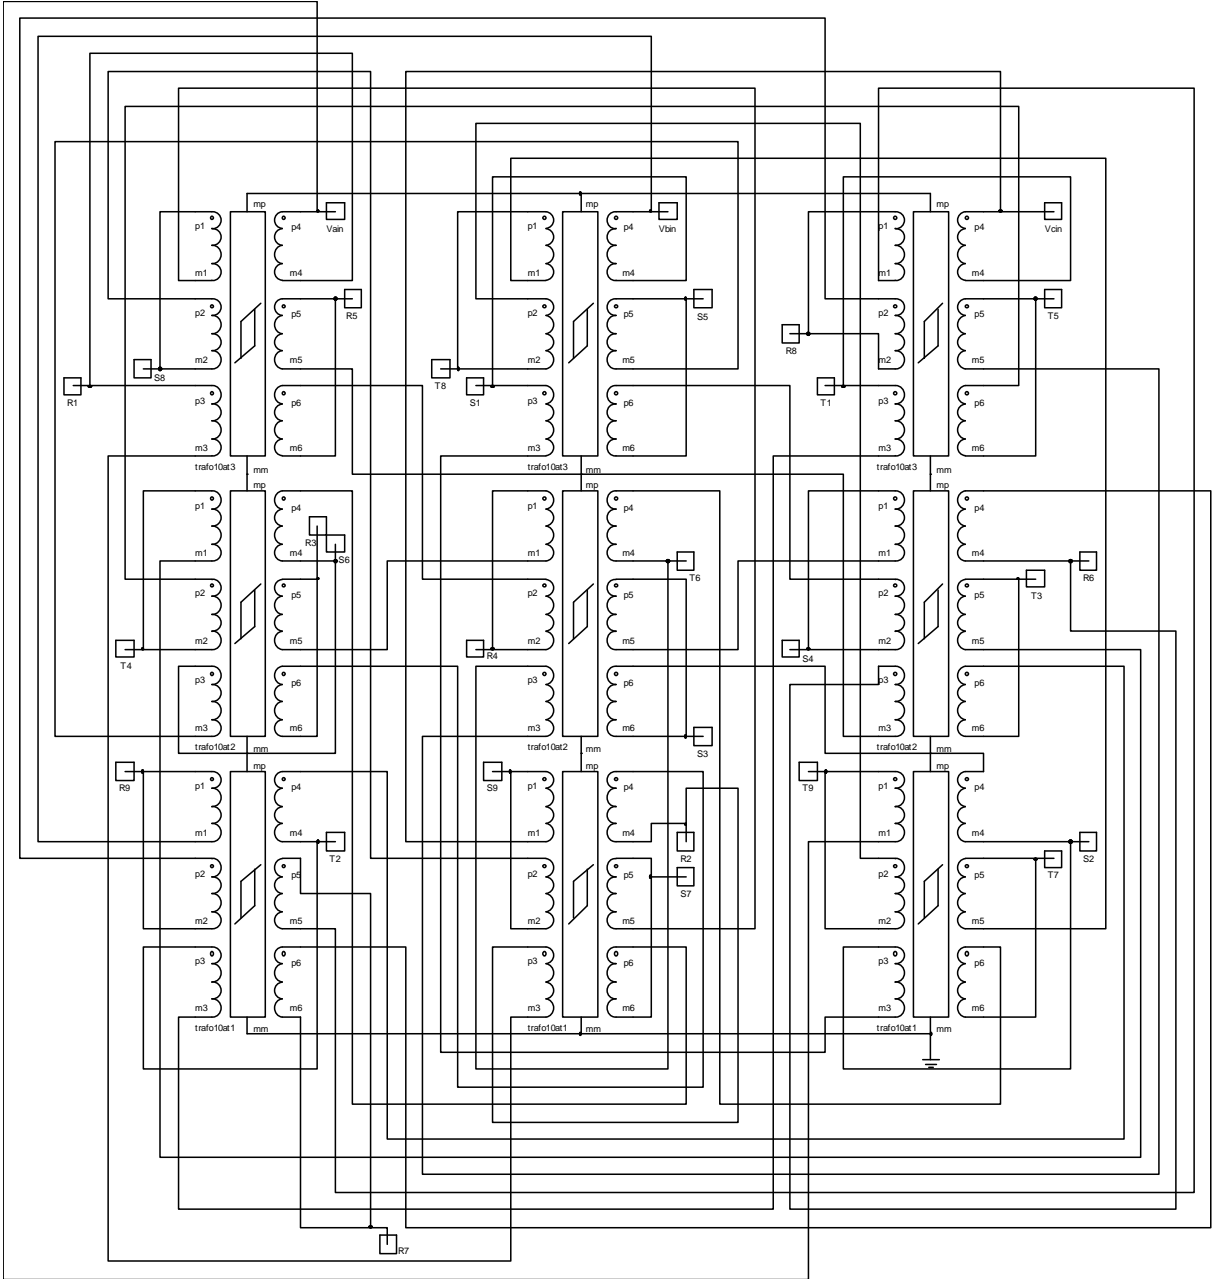 mp mp mp
p1 p4 Vain p1 p4 Vbin p1 p4 Vcin
m1 m4 m1 m4 m1 m4
p2 p5 R5 p2 p5 S5 p2 p5 T5
m2 m5 m2 m5 R8 m2 m5
S8 T8
R1 p3 p6 S1 p3 p6 T1 p3 p6
m3 m6 m3 m6 m3 m6
trafo10at3 mm trafo10at3 mm trafo10at3 mm
mp mp mp
p1 p4 p1 p4 p1 p4
R3
m1 m4 S6 m1 m4 T6 m1 m4 R6
p2 p5 p2 p5 p2 p5 T3
m2 m5 m2 m5 m2 m5
T4 R4 S4
p3 p6 p3 p6 p3 p6
m3 m6 m3 m6 S3 m3 m6
trafo10at2 mm trafo10at2 mm trafo10at2 mm
mp mp mp
R9 p1 p4 S9 p1 p4 T9 p1 p4
m1 m4 T2 m1 m4 R2 m1 m4 S2
p2 p5 p2 p5 S7 p2 p5 T7
m2 m5 m2 m5 m2 m5
p3 p6 p3 p6 p3 p6
m3 m6 m3 m6 m3 m6
trafo10at1 mm trafo10at1 mm trafo10at1 mm
R7